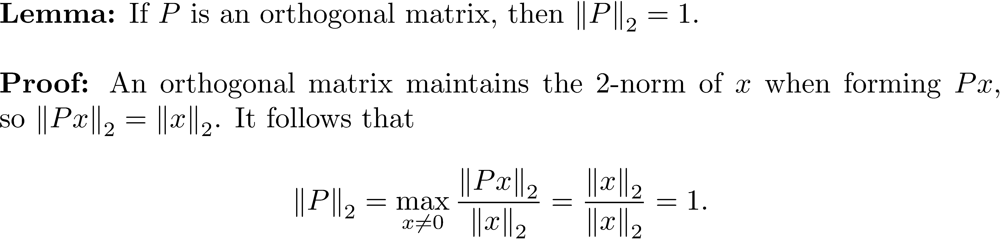 Lemma: If $P$ is an orthogonal matrix, then $\|P\|_2 = 1.$
Proof: An orthogonal matrix maintains the 2-norm of $x$ when forming $Px$,
so $\|Px\|_2 = \|x\|_2$. It follows that
$$\|P\|_2 = \max_{x \neq 0} \frac{\|Px\|_2}{\|x\|_2} = \frac{\|x\|_2}{\|x\|_2} = 1.$$